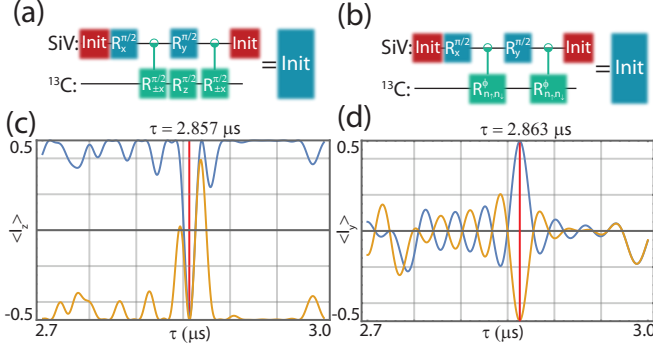 (a)
SiV: Init R_x^{π/2} R_y^{π/2} Init
¹³C: R_{±x}^{π/2} R_z^{π/2} R_{±x}^{π/2}
= Init
(b)
SiV: Init R_x^{π/2} R_y^{π/2} Init
¹³C: R_{n↑,n↓}^ϕ R_{n↑,n↓}^ϕ
= Init
(c)
τ = 2.857 μs
0.5
<I_z>
-0.5
2.7
τ (μs)
(d)
τ = 2.863 μs
0.5
<I_y>
-0.5
2.7
τ (μs)
3.0
3.0